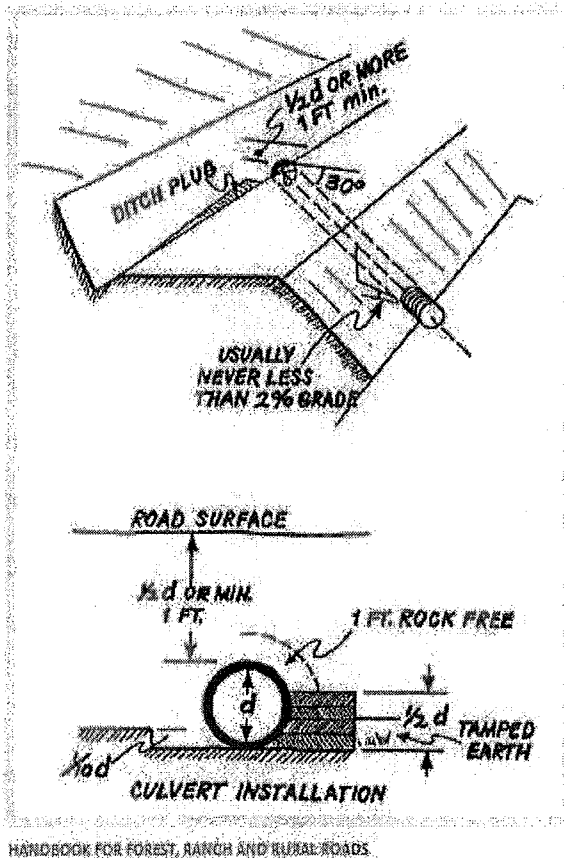 ½d OR MORE
1 FT min.
DITCH PLUG
30°
USUALLY
NEVER LESS
THAN 2% GRADE
ROAD SURFACE
½ d OR MIN.
1 FT.
1 FT. ROCK FREE
d
½ d
TAMPED
EARTH
1/10 d
CULVERT INSTALLATION
HANDBOOK FOR FOREST, RANCH AND RURAL ROADS